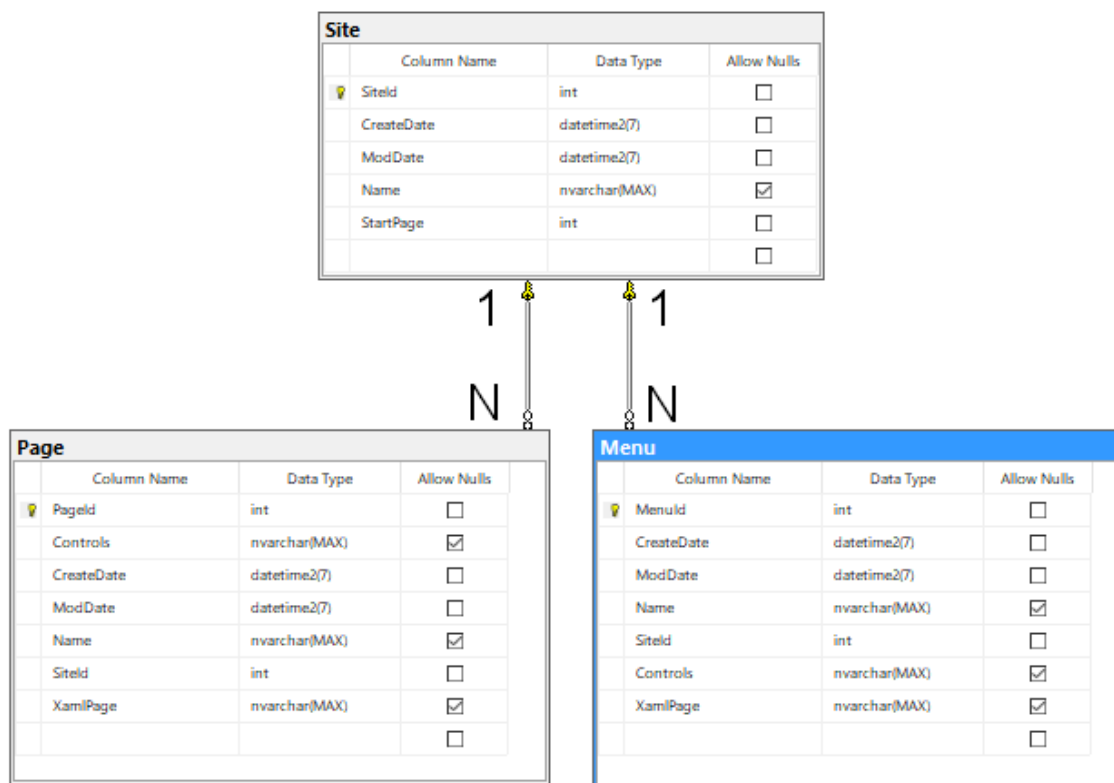 Site
Column Name Data Type Allow Nulls
SiteId int
CreateDate datetime2(7)
ModDate datetime2(7)
Name nvarchar(MAX)
StartPage int
1 1
N N
Page
Column Name Data Type Allow Nulls
PageId int
Controls nvarchar(MAX)
CreateDate datetime2(7)
ModDate datetime2(7)
Name nvarchar(MAX)
SiteId int
XamlPage nvarchar(MAX)
Menu
Column Name Data Type Allow Nulls
MenuId int
CreateDate datetime2(7)
ModDate datetime2(7)
Name nvarchar(MAX)
SiteId int
Controls nvarchar(MAX)
XamlPage nvarchar(MAX)